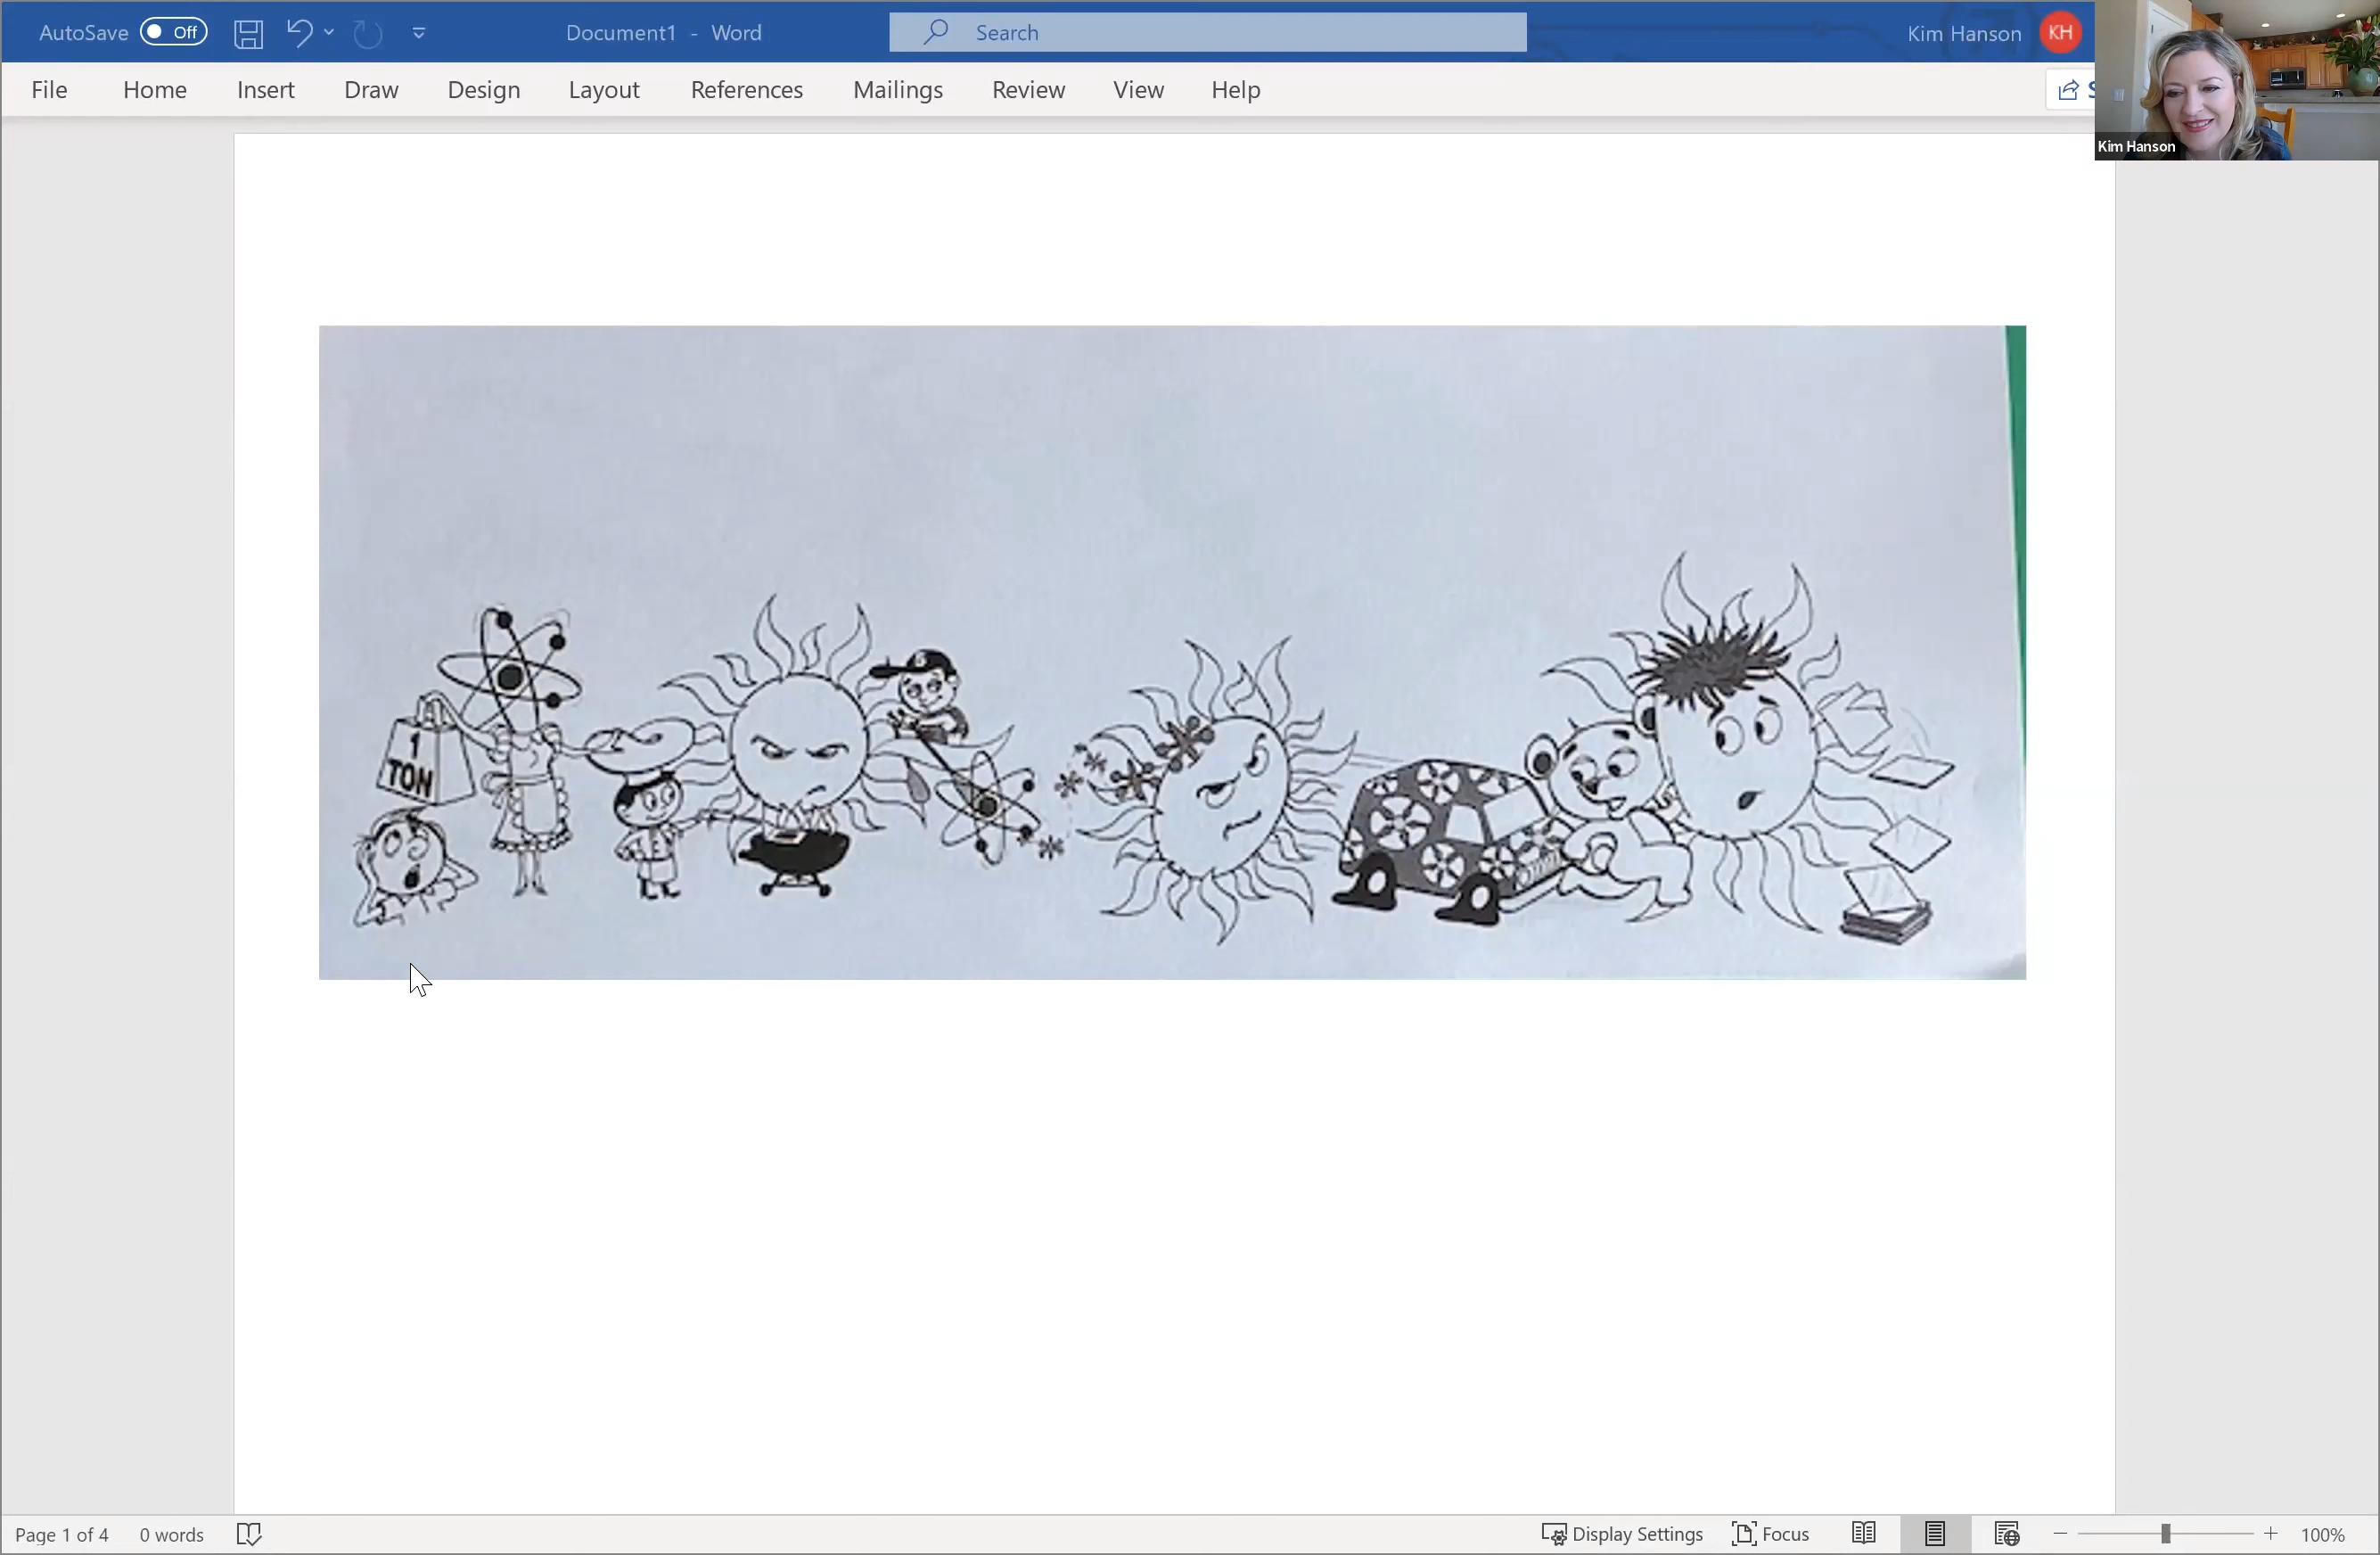 AutoSave Off Document1 - Word Search Kim Hanson KH
File Home Insert Draw Design Layout References Mailings Review View Help
Kim Hanson
1
TON
Page 1 of 4 0 words Display Settings Focus 100%